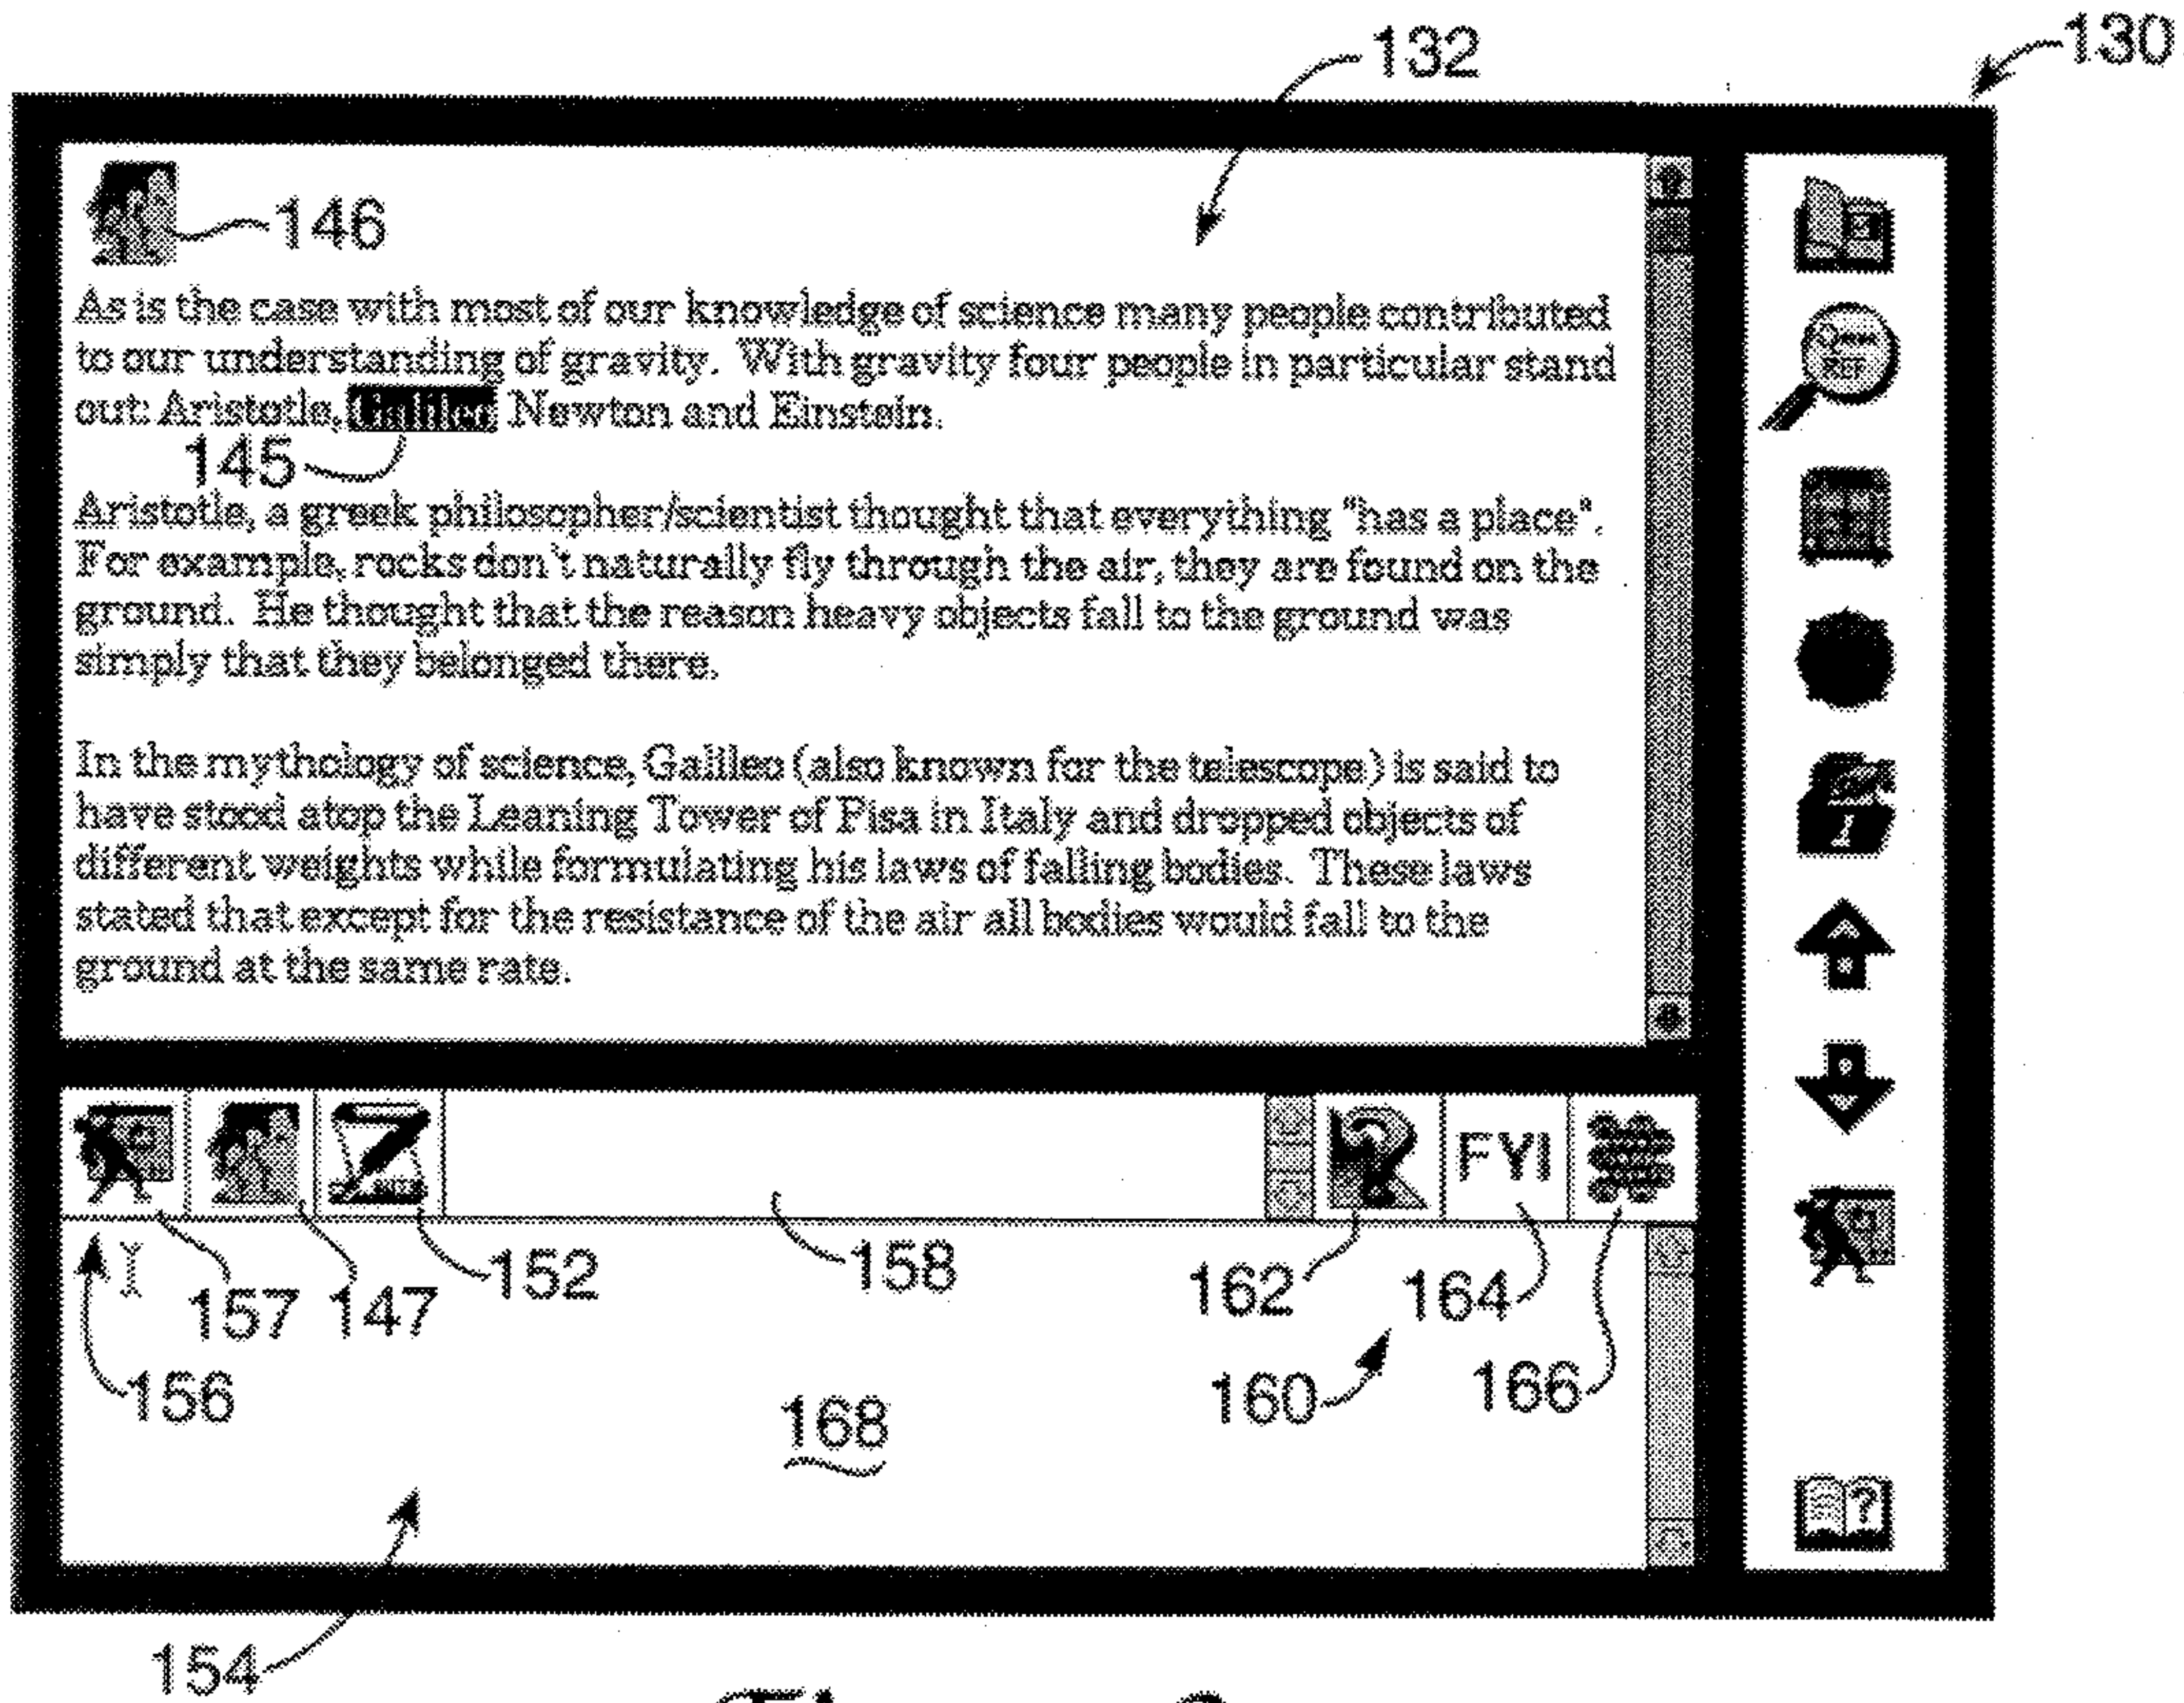 132
130
146
As is the case with most of our knowledge of science many people contributed
to our understanding of gravity. With gravity four people in particular stand
out: Aristotle, Galileo Newton and Einstein.
145
Aristotle, a greek philosopher/scientist thought that everything "has a place".
For example, rocks don't naturally fly through the air, they are found on the
ground. He thought that the reason heavy objects fall to the ground was
simply that they belonged there.
In the mythology of science, Galileo (also known for the telescope) is said to
have stood atop the Leaning Tower of Pisa in Italy and dropped objects of
different weights while formulating his laws of falling bodies. These laws
stated that except for the resistance of the air all bodies would fall to the
ground at the same rate.
REF
FYI
?
157 147 152 158 162 164
156 168 160 166
154